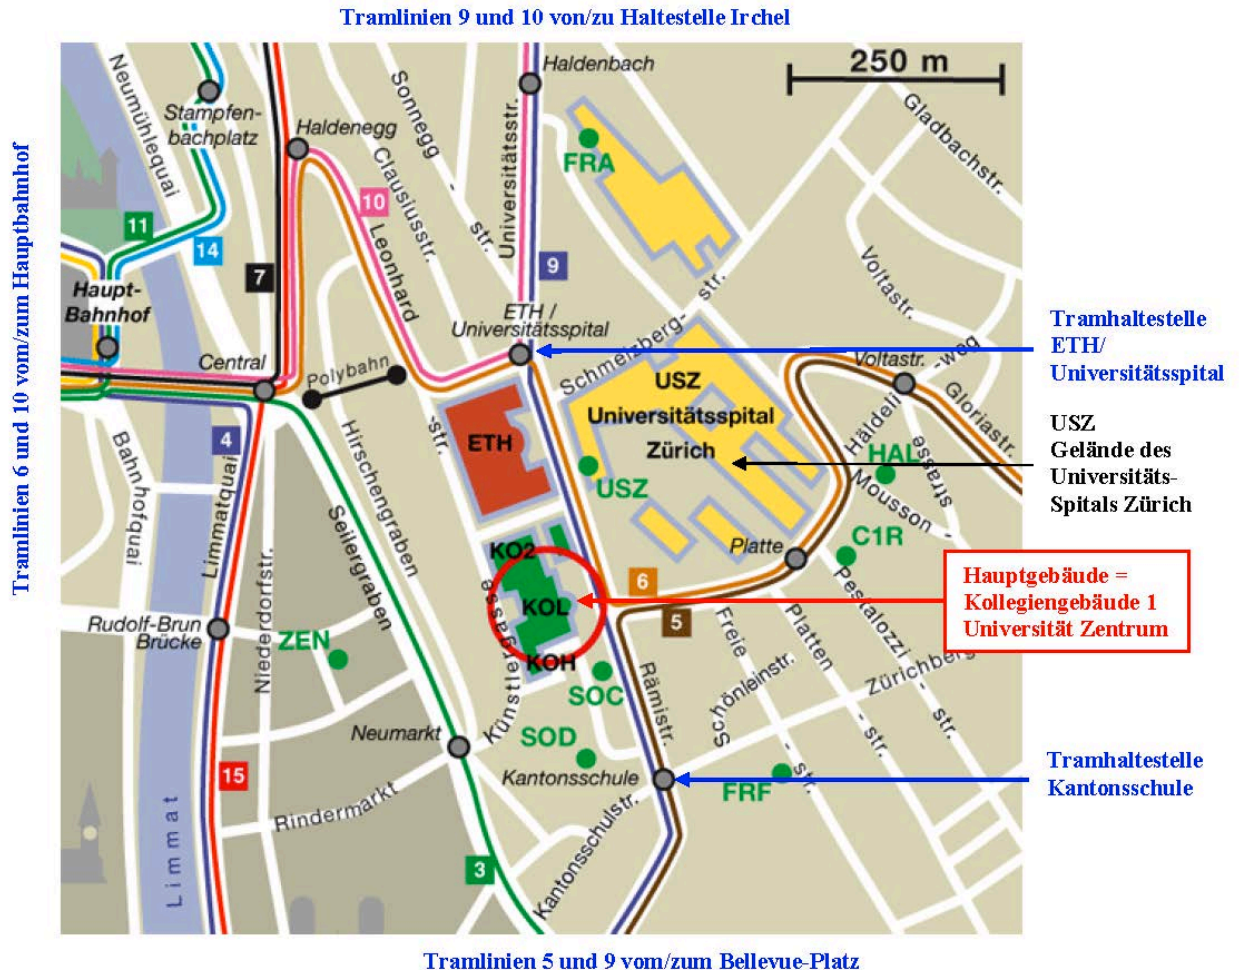 Tramlinien 9 und 10 von/zu Haltestelle Irchel
Tramlinien 6 und 10 vom/zum Hauptbahnhof
250 m
Haldenbach
Neumühlequai
Stampfen-
bachplatz
Haldenegg
Sonnegg
-
str.
Clausiusstr.
Universitätsstr.
FRA
Gladbachstr.
11
14
10
7
9
Leonhard
-str.
Voltastr.
Haupt-
Bahnhof
ETH /
Universitätsspital
Schmelzberg-
str.
Central
Polybahn
USZ
Universitätsspital
Zürich
Voltastr.
Häldeli
-weg
Gloriastr.
Tramhaltestelle
ETH/
Universitätsspital
4
ETH
USZ
HAL
Mousson
-
strasse
USZ
Gelände des
Universitäts-
Spitals Zürich
Bahnhofquai
Limmatquai
Hirschengraben
Seilergraben
Niederdorfstr.
KO2
KOL
KOH
Künstlergasse
Platte
C1R
6
5
Hauptgebäude =
Kollegiengebäude 1
Universität Zentrum
Rudolf-Brun
Brücke
ZEN
SOC
SOD
Rämistr.
Freie
-
str.
Platten
-
str.
Pestalozzi
-
str.
Schönleinstr.
Zürichberg
Neumarkt
Kantonsschule
FRF
Tramhaltestelle
Kantonsschule
15
Rindermarkt
Limmat
3
Kantonsschulstr.
Tramlinien 5 und 9 vom/zum Bellevue-Platz